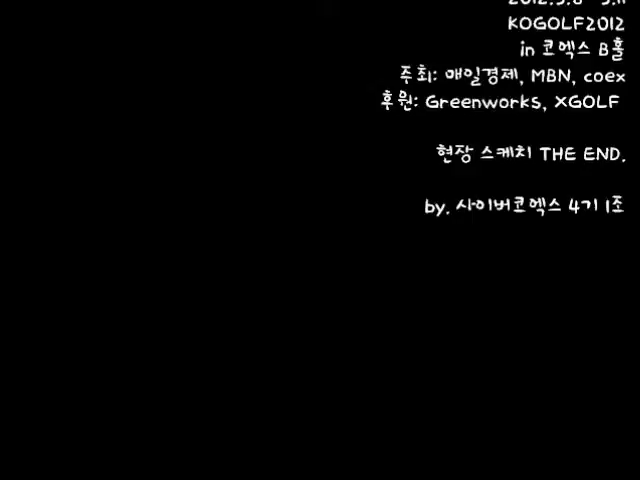 KOGOLF2012
in 코엑스 B홀
주최: 매일경제, MBN, coex
후원: Greenworks, XGOLF
현장 스케치 THE END.
by. 사이버코엑스 4기 1조